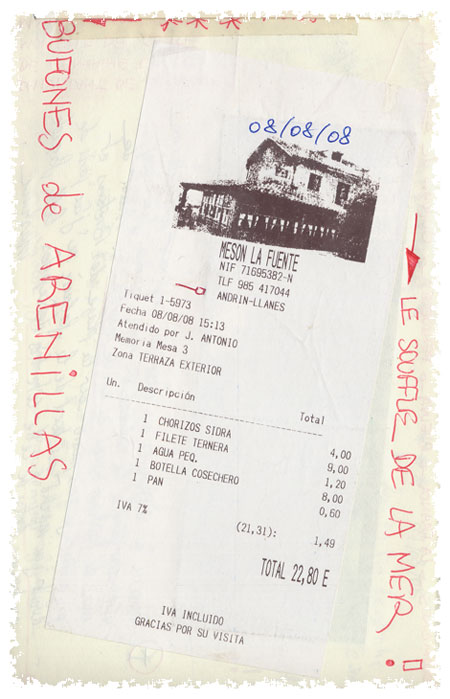 BUFONES de ARENILLAS
08/08/08
MESON LA FUENTE
NIF 71695382-N
TLF 985 417044
ANDRIN-LLANES
Tiquet 1-5973
Fecha 08/08/08 15:13
Atendido por J. ANTONIO
Memoria Mesa 3
Zona TERRAZA EXTERIOR
Un. Descripción Total
1 CHORIZOS SIDRA 4,00
1 FILETE TERNERA 9,00
1 AGUA PEQ. 1,20
1 BOTELLA COSECHERO 8,00
1 PAN 0,60
IVA 7% (21,31): 1,49
TOTAL 22,80 E
IVA INCLUIDO
GRACIAS POR SU VISITA
LE SOUFFLE DE LA MER !